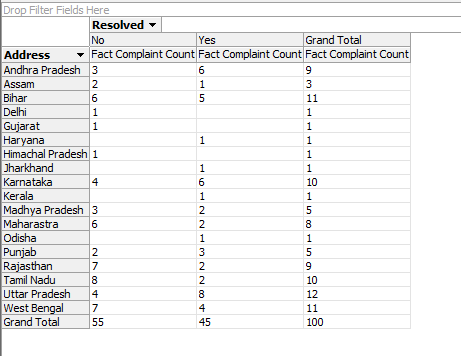 Drop Filter Fields Here
Resolved
No Yes Grand Total
Address Fact Complaint Count Fact Complaint Count Fact Complaint Count
Andhra Pradesh 3 6 9
Assam 2 1 3
Bihar 6 5 11
Delhi 1 1
Gujarat 1 1
Haryana 1 1
Himachal Pradesh 1 1
Jharkhand 1 1
Karnataka 4 6 10
Kerala 1 1
Madhya Pradesh 3 2 5
Maharastra 6 2 8
Odisha 1 1
Punjab 2 3 5
Rajasthan 7 2 9
Tamil Nadu 8 2 10
Uttar Pradesh 4 8 12
West Bengal 7 4 11
Grand Total 55 45 100